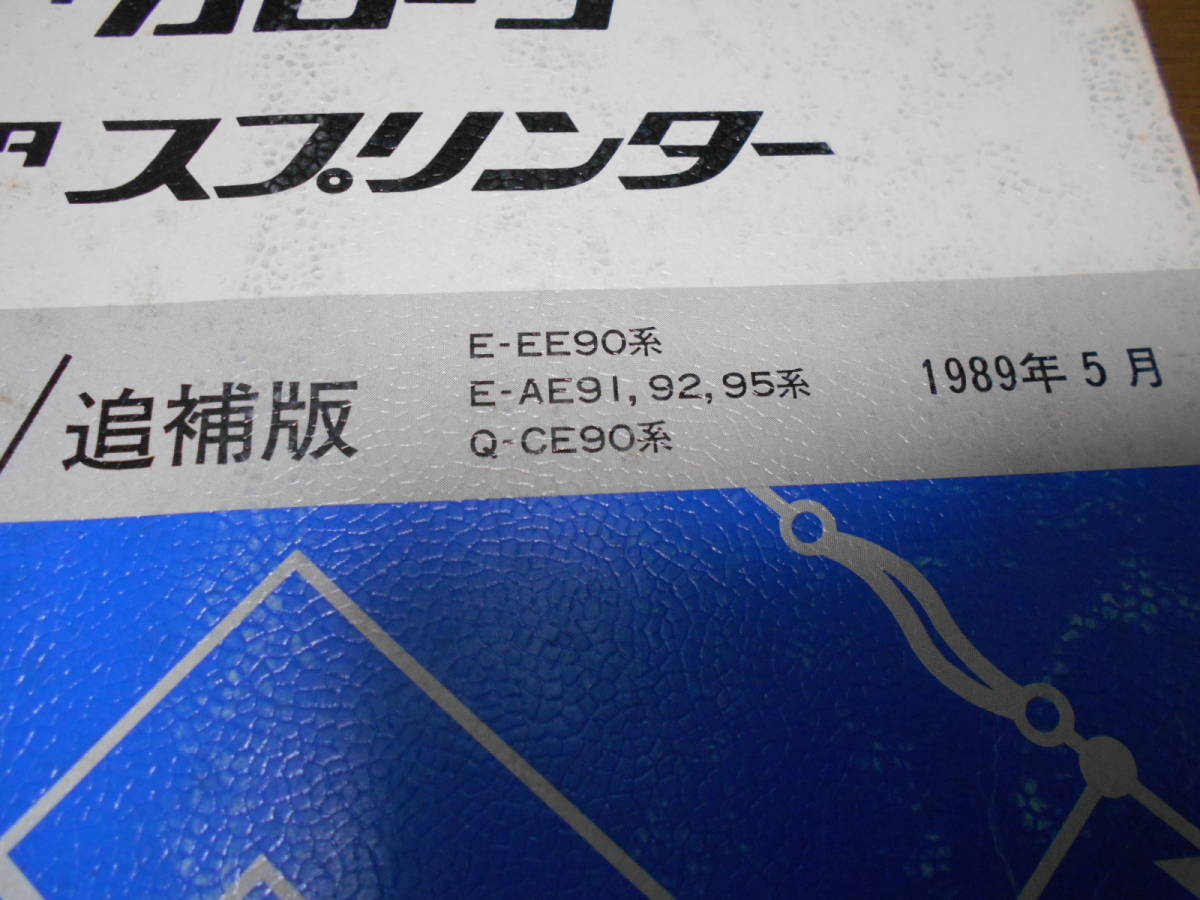 カローラ
タ スプリンター
/追補版
E-EE90系
E-AE91,92,95系
Q-CE90系
1989年5月